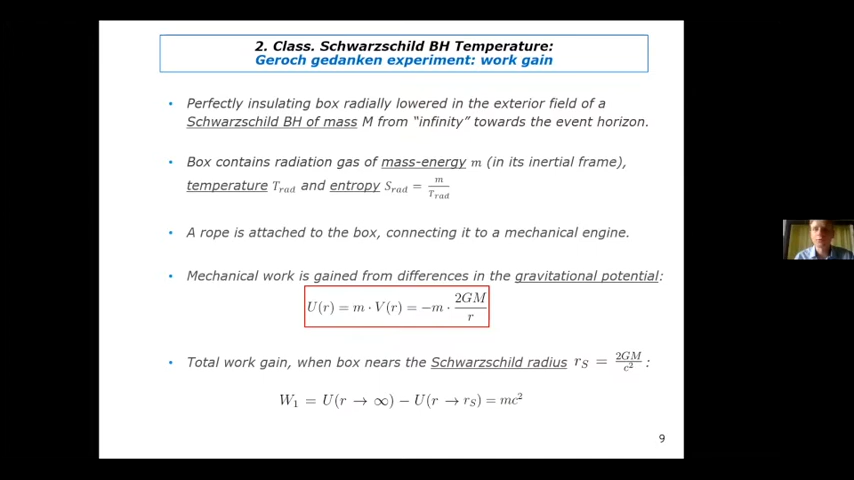 2. Class. Schwarzschild BH Temperature:
Geroch gedanken experiment: work gain
• Perfectly insulating box radially lowered in the exterior field of a
Schwarzschild BH of mass M from “infinity” towards the event horizon.
• Box contains radiation gas of mass-energy m (in its inertial frame),
temperature T_rad and entropy S_rad = m/T_rad
• A rope is attached to the box, connecting it to a mechanical engine.
• Mechanical work is gained from differences in the gravitational potential:
U(r) = m · V(r) = −m · 2GM/r
• Total work gain, when box nears the Schwarzschild radius r_S = 2GM/c² :
W₁ = U(r → ∞) − U(r → r_S) = mc²
9